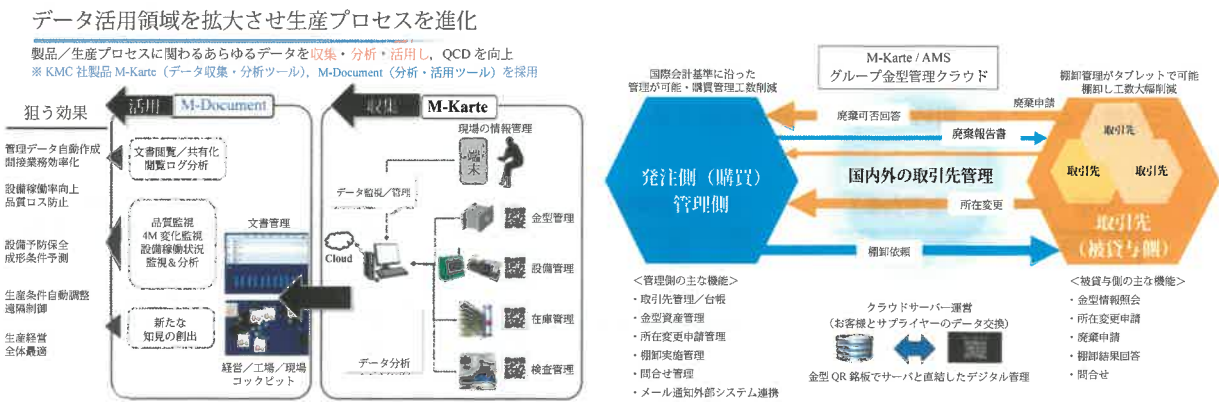 データ活用領域を拡大させ生産プロセスを進化
製品／生産プロセスに関わるあらゆるデータを収集・分析・活用し，QCD を向上
※ KMC 社製品 M-Karte（データ収集・分析ツール），M-Document（分析・活用ツール）を採用
狙う効果
管理データ自動作成
間接業務効率化
設備稼働率向上
品質ロス防止
設備予防保全
成形条件予測
生産条件自動調整
遠隔制御
生産経営
全体最適
活用
M-Document
文書閲覧／共有化
閲覧ログ分析
品質監視
4M 変化監視
設備稼働状況
監視＆分析
新たな
知見の創出
文書管理
経営／工場／現場
コックピット
収集
M-Karte
現場の情報管理
端末
データ監視／管理
Cloud
データ分析
金型管理
設備管理
在庫管理
検査管理
M-Karte / AMS
グループ金型管理クラウド
国際会計基準に沿った
管理が可能・購買管理工数削減
棚卸管理がタブレットで可能
棚卸し工数大幅削減
発注側（購買）
管理側
廃棄申請
廃棄可否回答
廃棄報告書
国内外の取引先管理
所在変更
棚卸依頼
取引先
取引先
取引先
取引先
（被貸与側）
＜管理側の主な機能＞
・取引先管理／台帳
・金型資産管理
・所在変更申請管理
・棚卸実施管理
・問合せ管理
・メール通知外部システム連携
クラウドサーバー運営
（お客様とサプライヤーのデータ交換）
金型 QR 銘板でサーバと直結したデジタル管理
＜被貸与側の主な機能＞
・金型情報照会
・所在変更申請
・廃棄申請
・棚卸結果回答
・問合せ